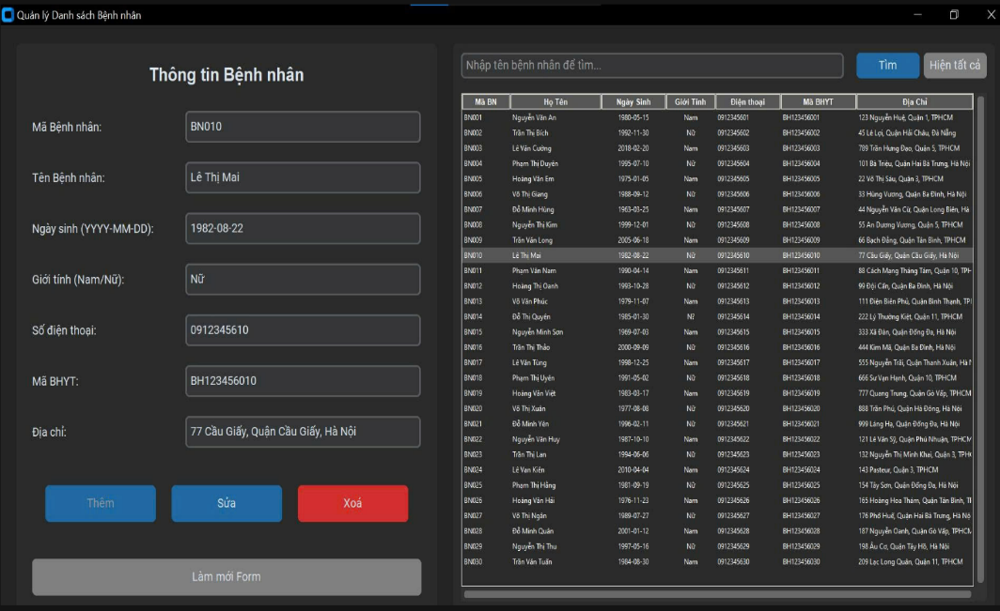 Quản lý Danh sách Bệnh nhân
Thông tin Bệnh nhân
Mã Bệnh nhân: BN010
Tên Bệnh nhân: Lê Thị Mai
Ngày sinh (YYYY-MM-DD): 1982-08-22
Giới tính (Nam/Nữ): Nữ
Số điện thoại: 0912345610
Mã BHYT: BH123456010
Địa chỉ: 77 Cầu Giấy, Quận Cầu Giấy, Hà Nội
Thêm Sửa Xoá
Làm mới Form
Nhập tên bệnh nhân để tìm... Tìm Hiện tất cả
Mã BN Họ Tên Ngày Sinh Giới Tính Điện thoại Mã BHYT Địa Chỉ
BN001 Nguyễn Văn An 1980-05-15 Nam 0912345601 BH123456001 123 Nguyễn Huệ, Quận 1, TPHCM
BN002 Trần Thị Bích 1992-11-30 Nữ 0912345602 BH123456002 45 Lê Lợi, Quận Hải Châu, Đà Nẵng
BN003 Lê Văn Cường 2018-02-20 Nam 0912345603 BH123456003 789 Trần Hưng Đạo, Quận 5, TPHCM
BN004 Phạm Thị Duyên 1995-07-10 Nữ 0912345604 BH123456004 101 Bà Triệu, Quận Hai Bà Trưng, Hà Nội
BN005 Hoàng Văn Em 1975-01-05 Nam 0912345605 BH123456005 22 Võ Thị Sáu, Quận 3, TPHCM
BN006 Võ Thị Giang 1988-09-12 Nữ 0912345606 BH123456006 33 Hùng Vương, Quận Ba Đình, Hà Nội
BN007 Đỗ Minh Hùng 1963-03-25 Nam 0912345607 BH123456007 44 Nguyễn Văn Cừ, Quận Long Biên, Hà
BN008 Nguyễn Thị Kim 1999-12-01 Nữ 0912345608 BH123456008 55 An Dương Vương, Quận 5, TPHCM
BN009 Trần Văn Long 2005-06-18 Nam 0912345609 BH123456009 66 Bạch Đằng, Quận Tân Bình, TPHCM
BN010 Lê Thị Mai 1982-08-22 Nữ 0912345610 BH123456010 77 Cầu Giấy, Quận Cầu Giấy, Hà Nội
BN011 Phạm Văn Nam 1990-04-14 Nam 0912345611 BH123456011 88 Cách Mạng Tháng Tám, Quận 10, TPH
BN012 Hoàng Thị Oanh 1993-10-28 Nữ 0912345612 BH123456012 99 Đội Cấn, Quận Ba Đình, Hà Nội
BN013 Võ Văn Phúc 1979-11-07 Nam 0912345613 BH123456013 111 Điện Biên Phủ, Quận Bình Thạnh, TP
BN014 Đỗ Thị Quyên 1985-01-30 N? 0912345614 BH123456014 222 Lý Thường Kiệt, Quận 11, TPHCM
BN015 Nguyễn Minh Sơn 1969-07-03 Nam 0912345615 BH123456015 333 Xã Đàn, Quận Đống Đa, Hà Nội
BN016 Trần Thị Thảo 2000-09-09 Nữ 0912345616 BH123456016 444 Kim Mã, Quận Ba Đình, Hà Nội
BN017 Lê Văn Tùng 1998-12-25 Nam 0912345617 BH123456017 555 Nguyễn Trãi, Quận Thanh Xuân, Hà
BN018 Phạm Thị Uyên 1991-05-02 Nữ 0912345618 BH123456018 666 Sư Vạn Hạnh, Quận 10, TPHCM
BN019 Hoàng Văn Việt 1983-03-17 Nam 0912345619 BH123456019 777 Quang Trung, Quận Gò Vấp, TPHCM
BN020 Võ Thị Xuân 1977-08-08 Nữ 0912345620 BH123456020 888 Trần Phú, Quận Hà Đông, Hà Nội
BN021 Đỗ Minh Yên 1996-02-11 Nữ 0912345621 BH123456021 999 Láng Hạ, Quận Đống Đa, Hà Nội
BN022 Nguyễn Văn Huy 1987-10-10 Nam 0912345622 BH123456022 121 Lê Văn Sỹ, Quận Phú Nhuận, TPHCM
BN023 Trần Thị Lan 1994-06-06 Nữ 0912345623 BH123456023 132 Nguyễn Thị Minh Khai, Quận 3, TPH
BN024 Lê Van Kiên 2010-04-04 Nam 0912345624 BH123456024 143 Pasteur, Quận 3, TPHCM
BN025 Phạm Thị Hằng 1981-09-19 Nữ 0912345625 BH123456025 154 Tây Sơn, Quận Đống Đa, Hà Nội
BN026 Hoàng Văn Hải 1976-11-23 Nam 0912345626 BH123456026 165 Hoàng Hoa Thám, Quận Tân Bình, T
BN027 Võ Thị Ngân 1989-07-27 Nữ 0912345627 BH123456027 176 Phố Huế, Quận Hai Bà Trưng, Hà Nộ
BN028 Đỗ Minh Quân 2001-01-12 Nam 0912345628 BH123456028 187 Nguyễn Oanh, Quận Gò Vấp, TPHCM
BN029 Nguyễn Thị Thu 1997-05-16 Nữ 0912345629 BH123456029 198 Âu Cơ, Quận Tây Hồ, Hà Nội
BN030 Trần Văn Tuấn 1984-08-30 Nam 0912345630 BH123456030 209 Lạc Long Quân, Quận 11, TPHCM